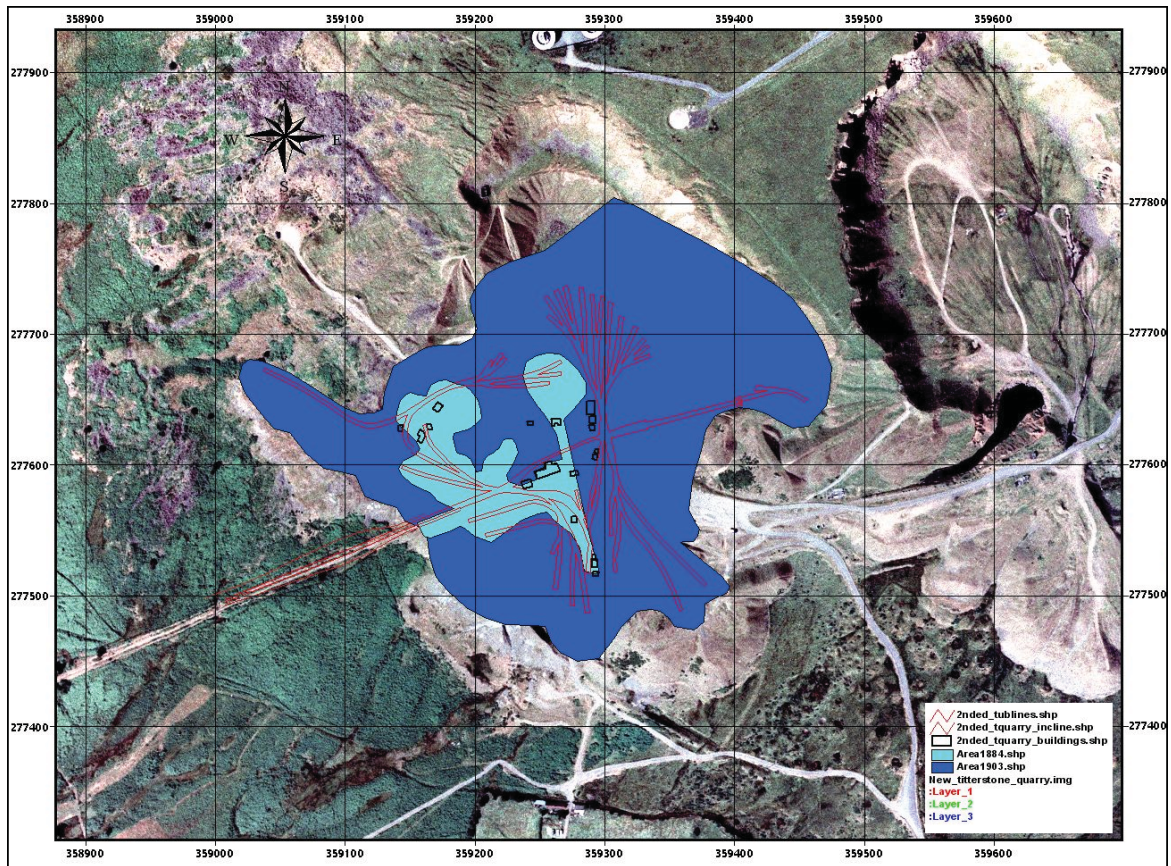 358900 359000 359100 359200 359300 359400 359500 359600
277900 277900
W E
S
277800 277800
277700 277700
277600 277600
277500 277500
277400 277400
2nded_tublines.shp
2nded_tquarry_incline.shp
2nded_tquarry_buildings.shp
Area1884.shp
Area1903.shp
New_titterstone_quarry.img
:Layer_1
:Layer_2
:Layer_3
358900 359000 359100 359200 359300 359400 359500 359600